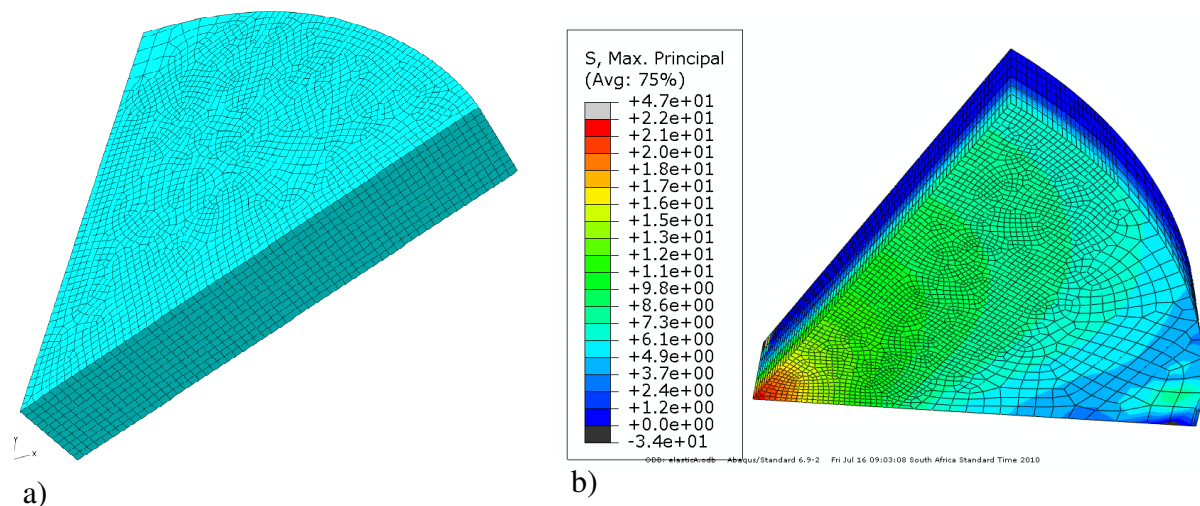 S, Max. Principal
(Avg: 75%)
+4.7e+01
+2.2e+01
+2.1e+01
+2.0e+01
+1.8e+01
+1.7e+01
+1.6e+01
+1.5e+01
+1.3e+01
+1.2e+01
+1.1e+01
+9.8e+00
+8.6e+00
+7.3e+00
+6.1e+00
+4.9e+00
+3.7e+00
+2.4e+00
+1.2e+00
+0.0e+00
-3.4e+01
Y
X
ODB: elasticA.odb Abaqus/Standard 6.9-2 Fri Jul 16 09:03:08 South Africa Standard Time 2010
a)
b)